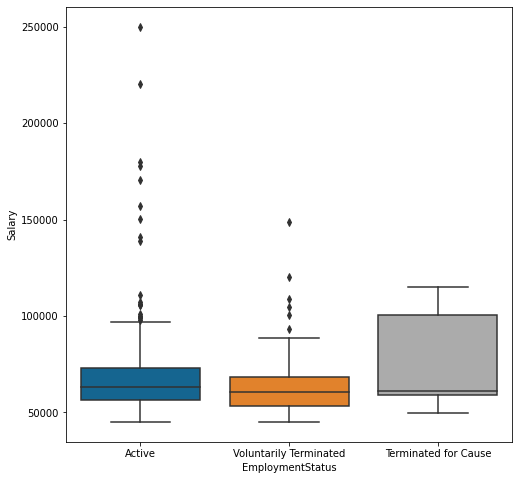 250000
200000
150000
100000
50000
Salary
Active
Voluntarily Terminated
Terminated for Cause
EmploymentStatus